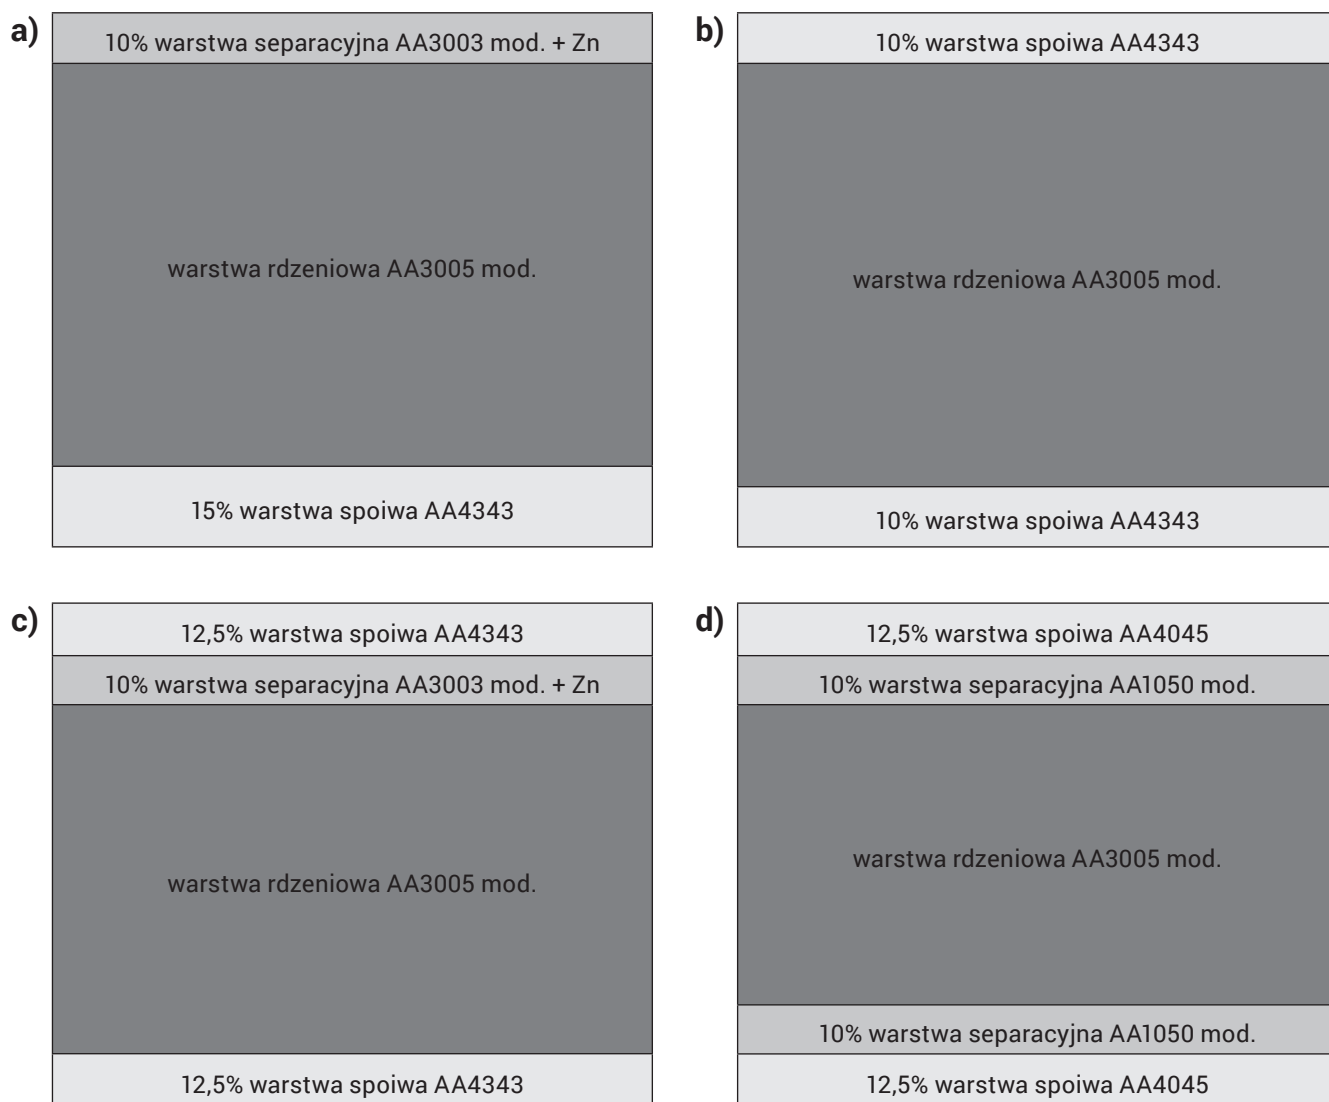 a)
10% warstwa separacyjna AA3003 mod. + Zn
warstwa rdzeniowa AA3005 mod.
15% warstwa spoiwa AA4343
b)
10% warstwa spoiwa AA4343
warstwa rdzeniowa AA3005 mod.
10% warstwa spoiwa AA4343
c)
12,5% warstwa spoiwa AA4343
10% warstwa separacyjna AA3003 mod. + Zn
warstwa rdzeniowa AA3005 mod.
12,5% warstwa spoiwa AA4343
d)
12,5% warstwa spoiwa AA4045
10% warstwa separacyjna AA1050 mod.
warstwa rdzeniowa AA3005 mod.
10% warstwa separacyjna AA1050 mod.
12,5% warstwa spoiwa AA4045